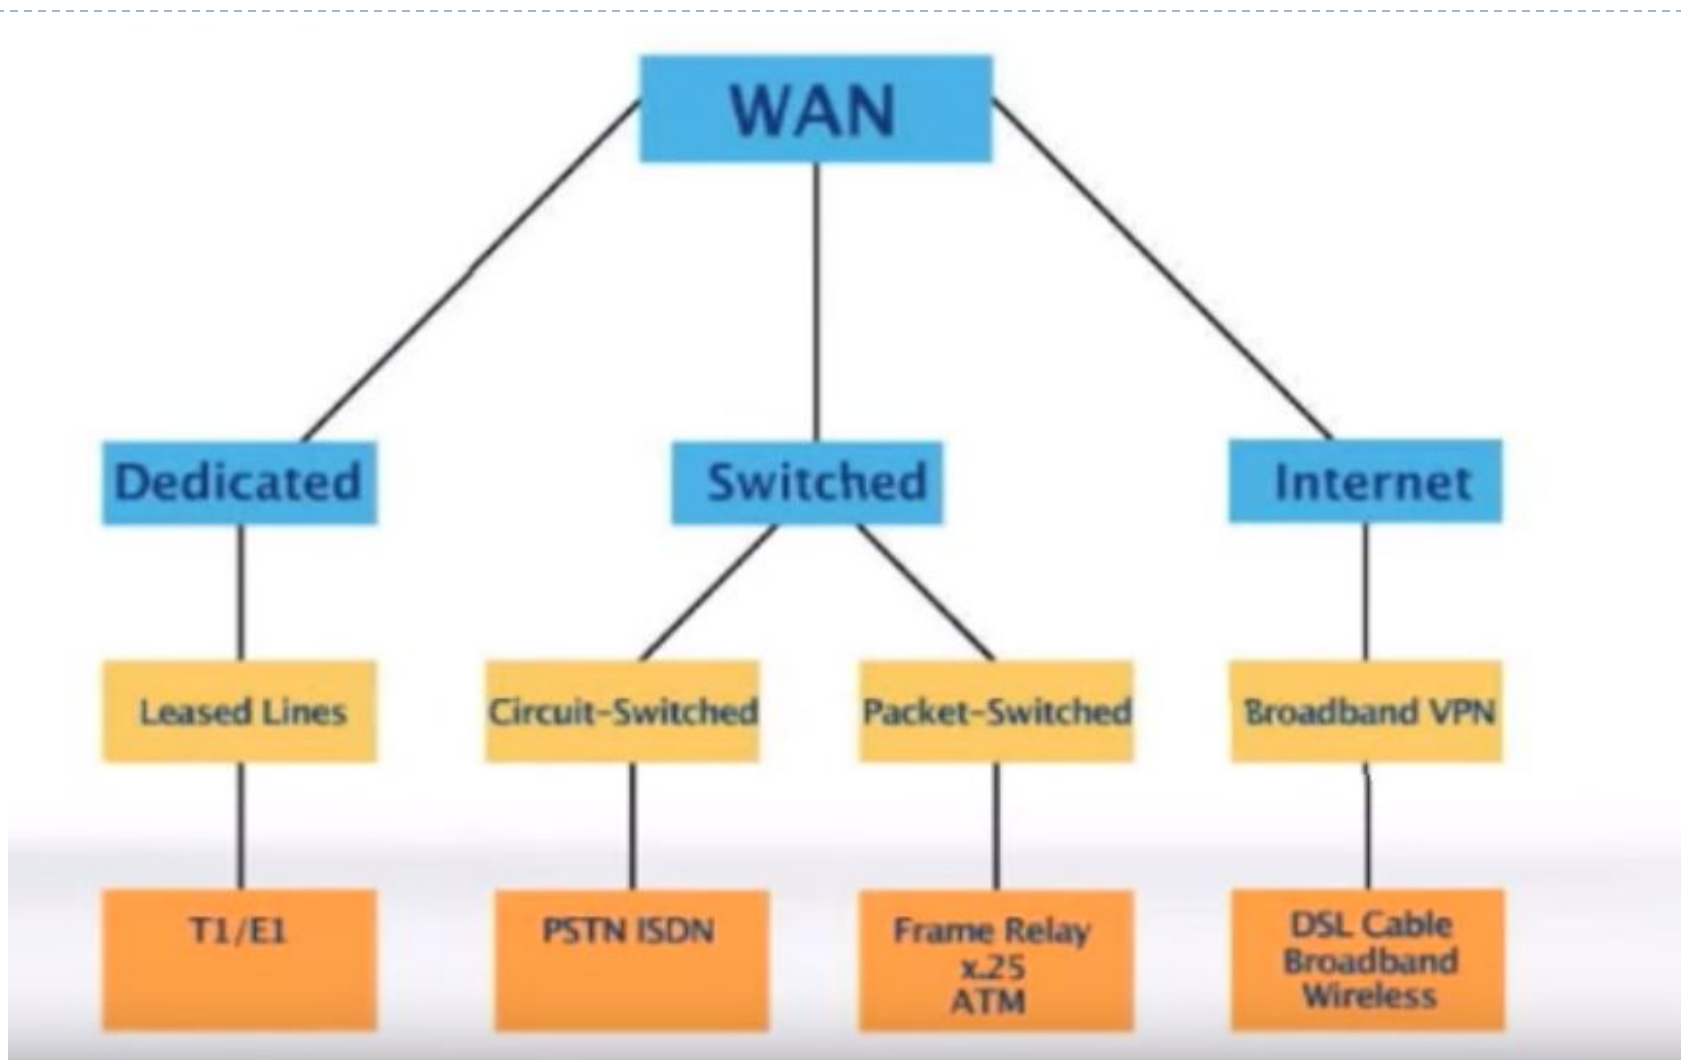 WAN
Dedicated
Switched
Internet
Leased Lines
Circuit-Switched
Packet-Switched
Broadband VPN
T1/E1
PSTN ISDN
Frame Relay
x.25
ATM
DSL Cable
Broadband
Wireless